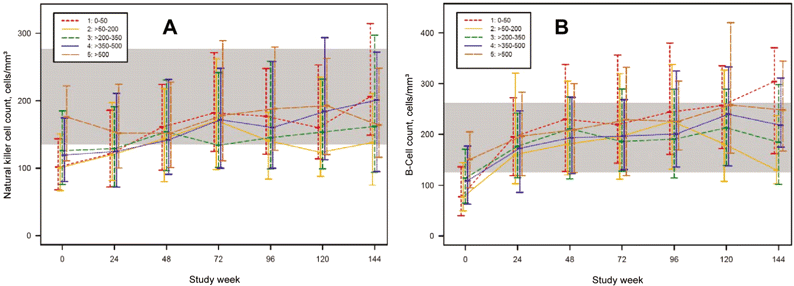 A
1: 0-50
2: >50-200
3: >200-350
4: >350-500
5: >500
Natural killer cell count, cells/mm³
300
200
100
0
0 24 48 72 96 120 144
Study week
B
1: 0-50
2: >50-200
3: >200-350
4: >350-500
5: >500
B-Cell count, cells/mm³
400
300
200
100
0
0 24 48 72 96 120 144
Study week